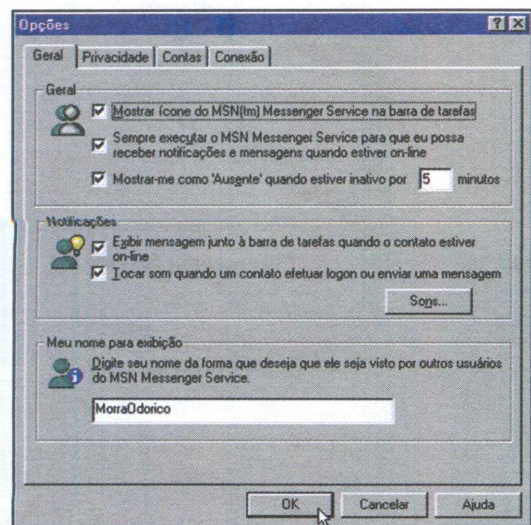 Opções
Geral Privacidade Contas Conexão
Geral
Mostrar ícone do MSN(tm) Messenger Service na barra de tarefas
Sempre executar o MSN Messenger Service para que eu possa
receber notificações e mensagens quando estiver on-line
Mostrar-me como 'Ausente' quando estiver inativo por 5 minutos
Notificações
Exibir mensagem junto à barra de tarefas quando o contato estiver
on-line
Tocar som quando um contato efetuar logon ou enviar uma mensagem
Sons...
Meu nome para exibição
Digite seu nome da forma que deseja que ele seja visto por outros usuários
do MSN Messenger Service.
MorraOdorico
OK Cancelar Ajuda